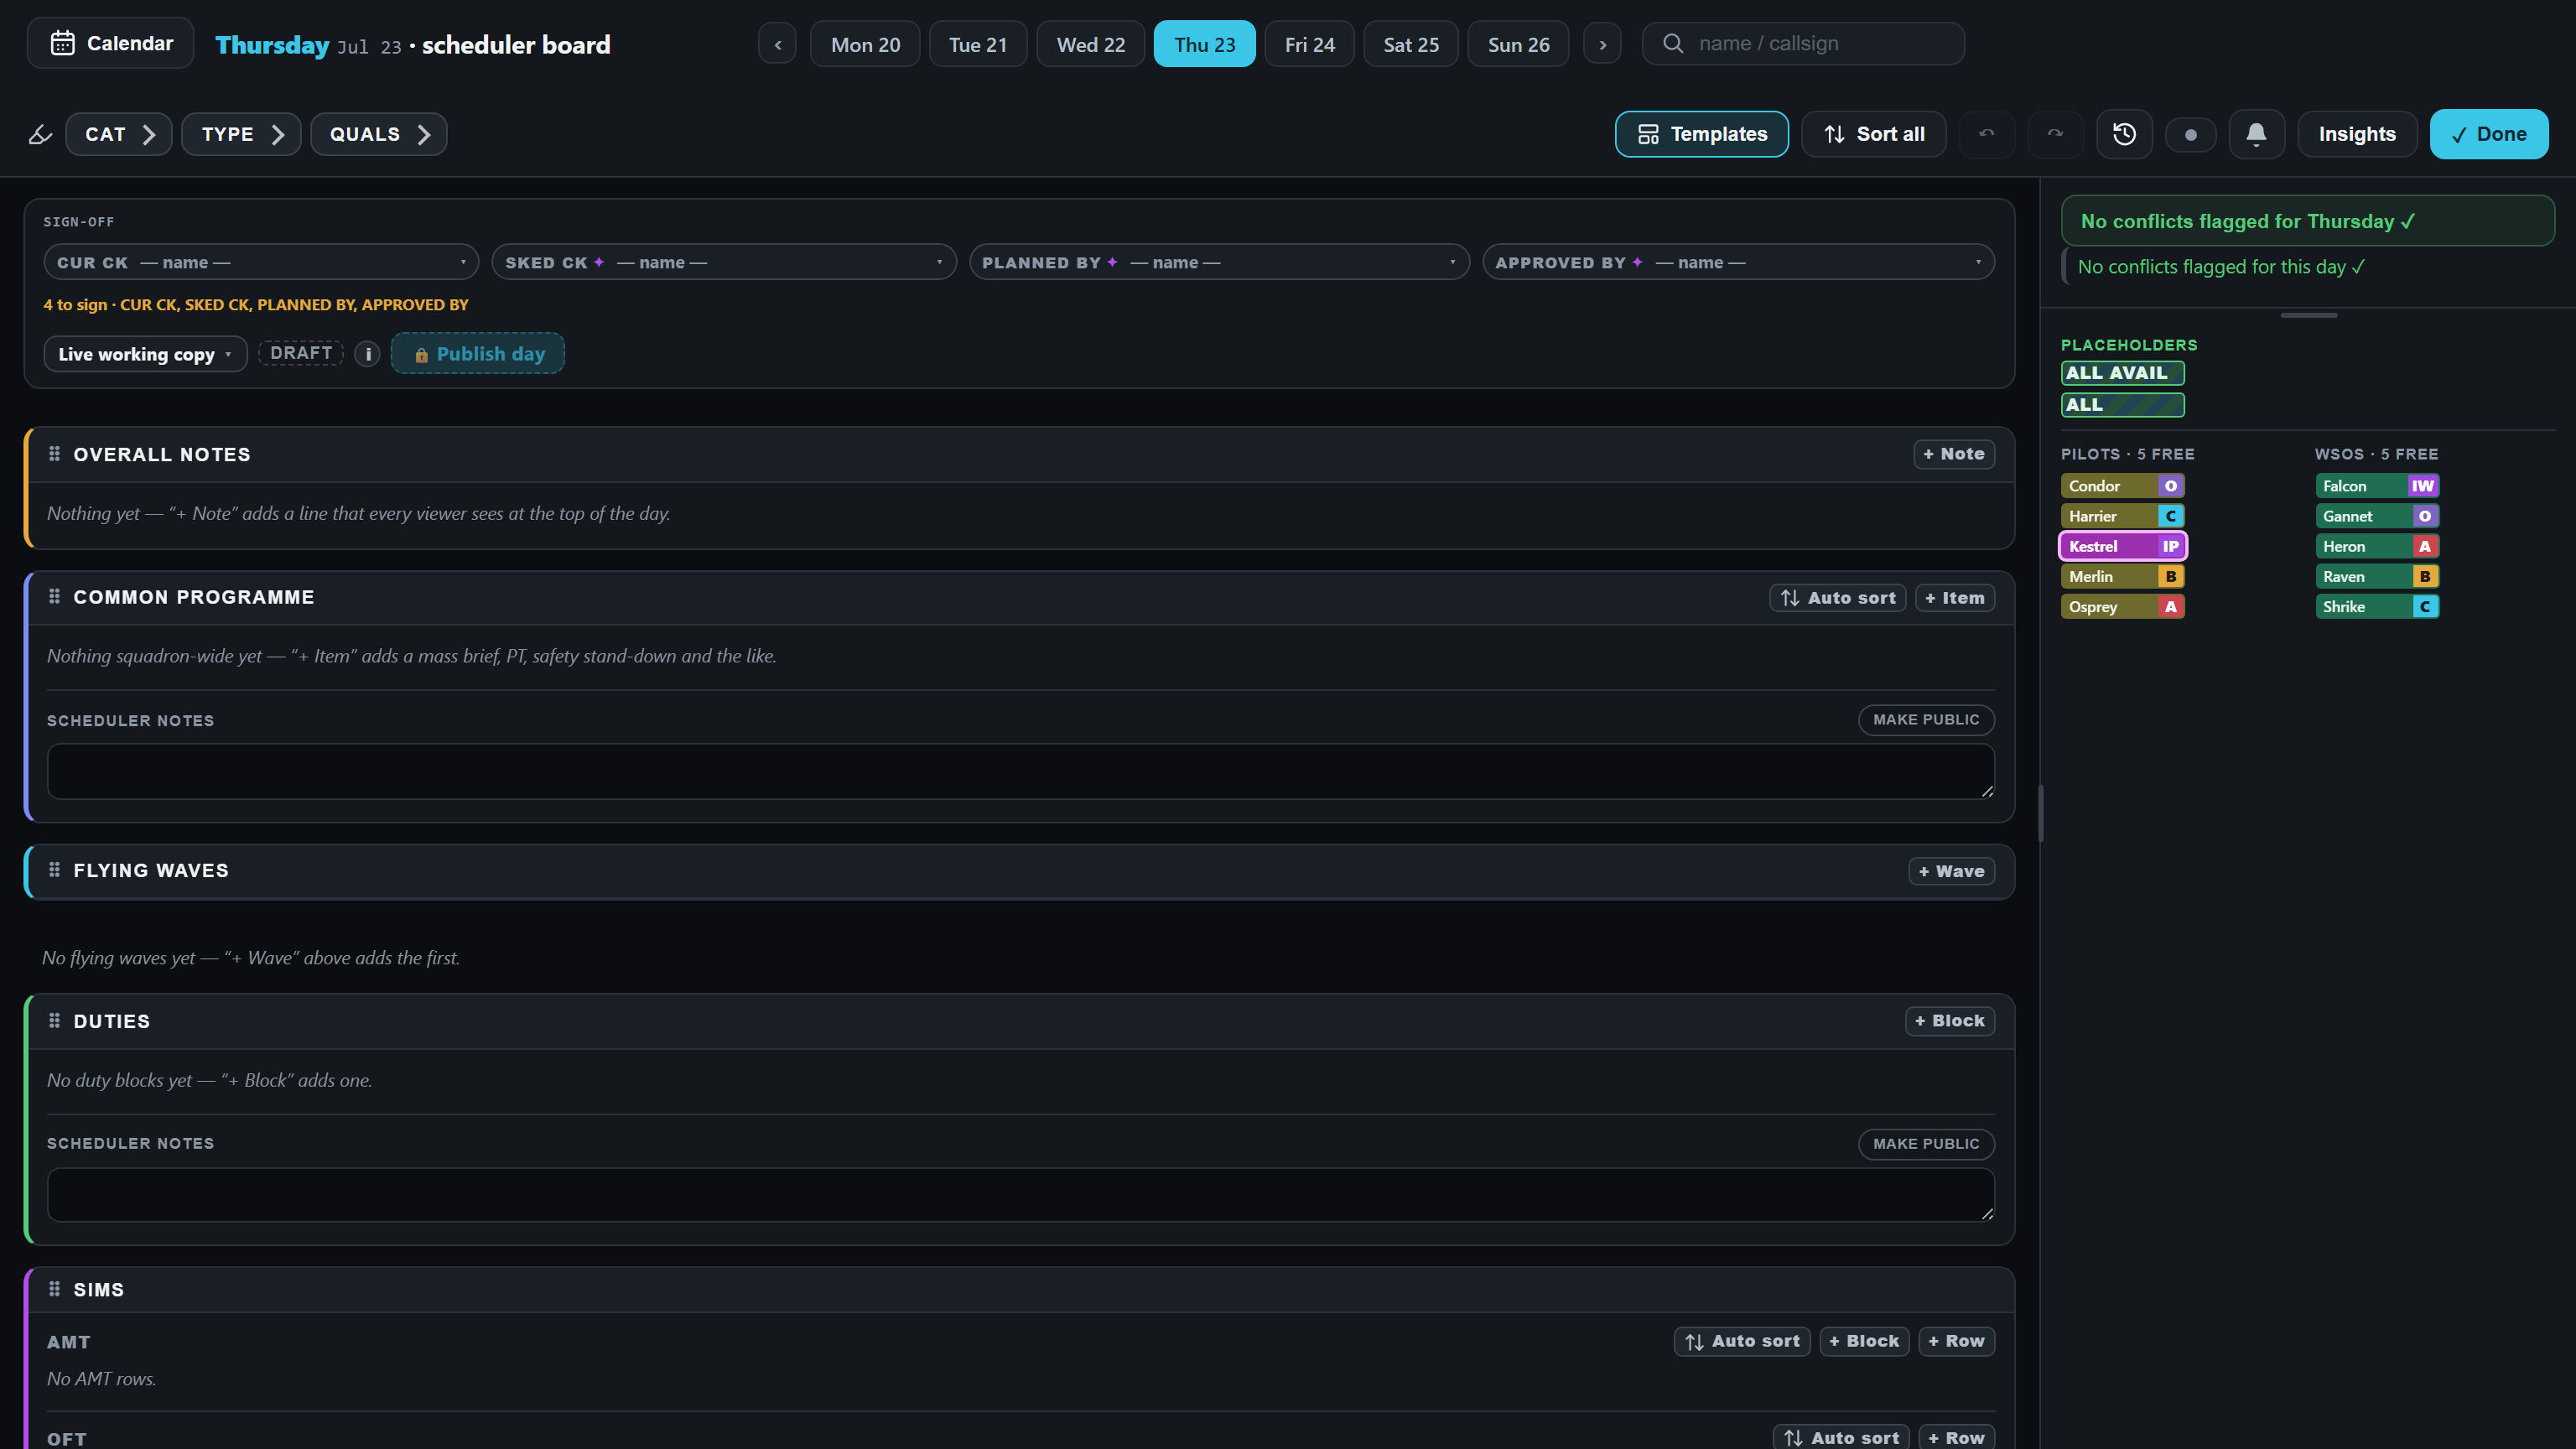 Calendar
Thursday Jul 23 · scheduler board
‹ Mon 20 Tue 21 Wed 22 Thu 23 Fri 24 Sat 25 Sun 26 ›
name / callsign
CAT TYPE QUALS
Templates Sort all Insights ✓ Done
SIGN-OFF
CUR CK — name —
SKED CK ✦ — name —
PLANNED BY ✦ — name —
APPROVED BY ✦ — name —
4 to sign · CUR CK, SKED CK, PLANNED BY, APPROVED BY
Live working copy DRAFT i Publish day
OVERALL NOTES + Note
Nothing yet — “+ Note” adds a line that every viewer sees at the top of the day.
COMMON PROGRAMME Auto sort + Item
Nothing squadron-wide yet — “+ Item” adds a mass brief, PT, safety stand-down and the like.
SCHEDULER NOTES MAKE PUBLIC
FLYING WAVES + Wave
No flying waves yet — “+ Wave” above adds the first.
DUTIES + Block
No duty blocks yet — “+ Block” adds one.
SCHEDULER NOTES MAKE PUBLIC
SIMS
AMT Auto sort + Block + Row
No AMT rows.
OFT Auto sort + Row
No conflicts flagged for Thursday ✓
No conflicts flagged for this day ✓
PLACEHOLDERS
ALL AVAIL
ALL
PILOTS · 5 FREE
Condor O
Harrier C
Kestrel IP
Merlin B
Osprey A
WSOS · 5 FREE
Falcon IW
Gannet O
Heron A
Raven B
Shrike C